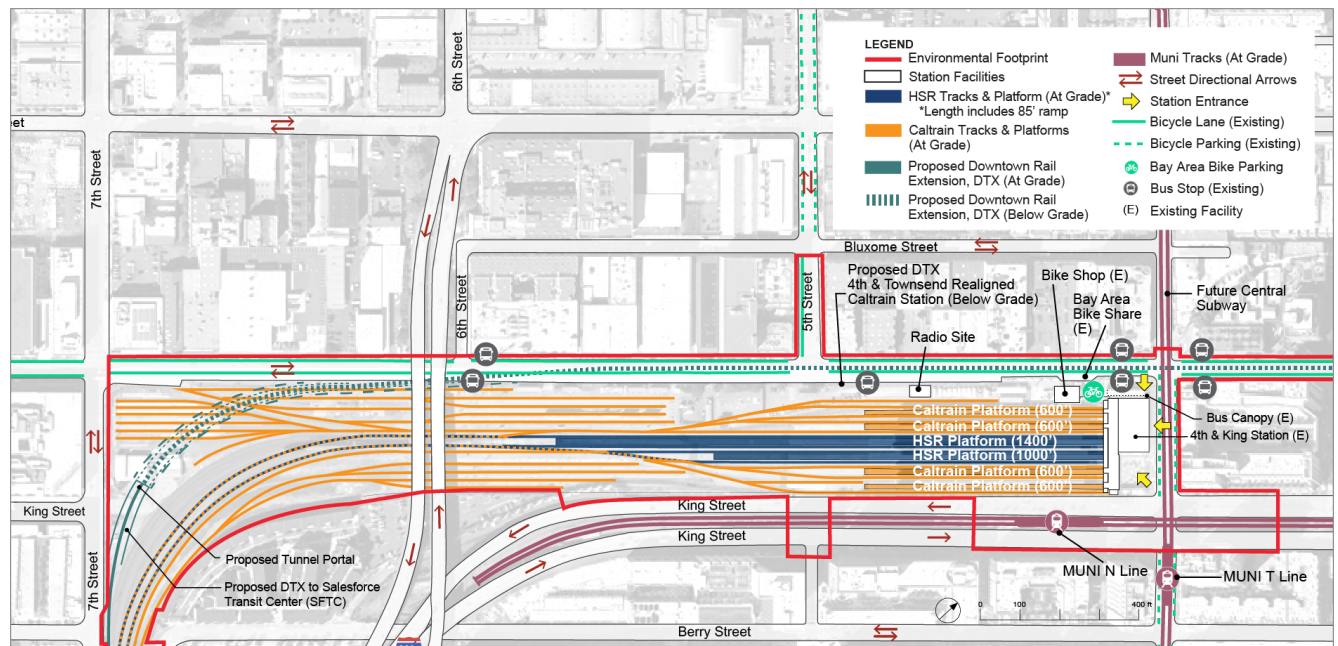 LEGEND
Environmental Footprint
Station Facilities
HSR Tracks & Platform (At Grade)*
*Length includes 85' ramp
Caltrain Tracks & Platforms
(At Grade)
Proposed Downtown Rail
Extension, DTX (At Grade)
Proposed Downtown Rail
Extension, DTX (Below Grade)
Muni Tracks (At Grade)
Street Directional Arrows
Station Entrance
Bicycle Lane (Existing)
Bicycle Parking (Existing)
Bay Area Bike Parking
Bus Stop (Existing)
(E) Existing Facility
6th Street
5th Street
eet
7th Street
Bluxome Street
6th Street
5th Street
Proposed DTX
4th & Townsend Realigned
Caltrain Station (Below Grade)
Bike Shop (E)
Bay Area
Bike Share
(E)
Future Central
Subway
Radio Site
Caltrain Platform (600')
Caltrain Platform (600')
HSR Platform (1400')
HSR Platform (1000')
Caltrain Platform (600')
Caltrain Platform (600')
Bus Canopy (E)
4th & King Station (E)
King Street
King Street
King Street
7th Street
Proposed Tunnel Portal
Proposed DTX to Salesforce
Transit Center (SFTC)
MUNI N Line
MUNI T Line
0 100 400 ft
Berry Street